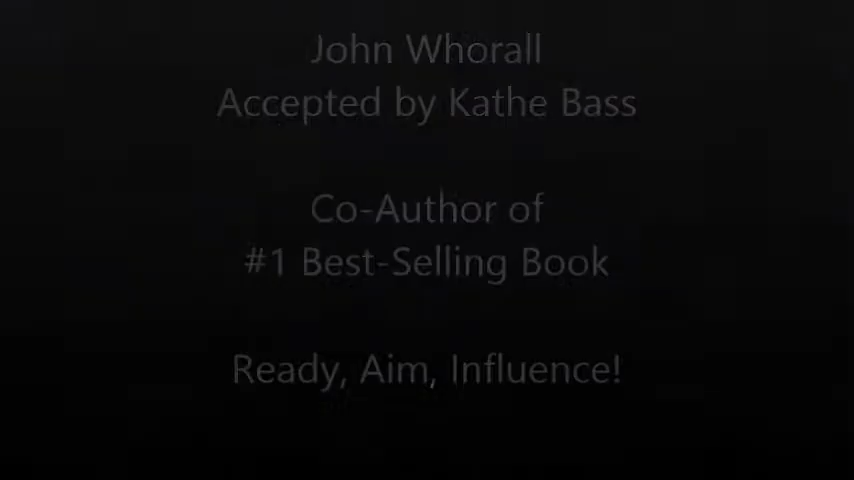 John Whorall
Accepted by Kathe Bass
Co-Author of
#1 Best-Selling Book
Ready, Aim, Influence!